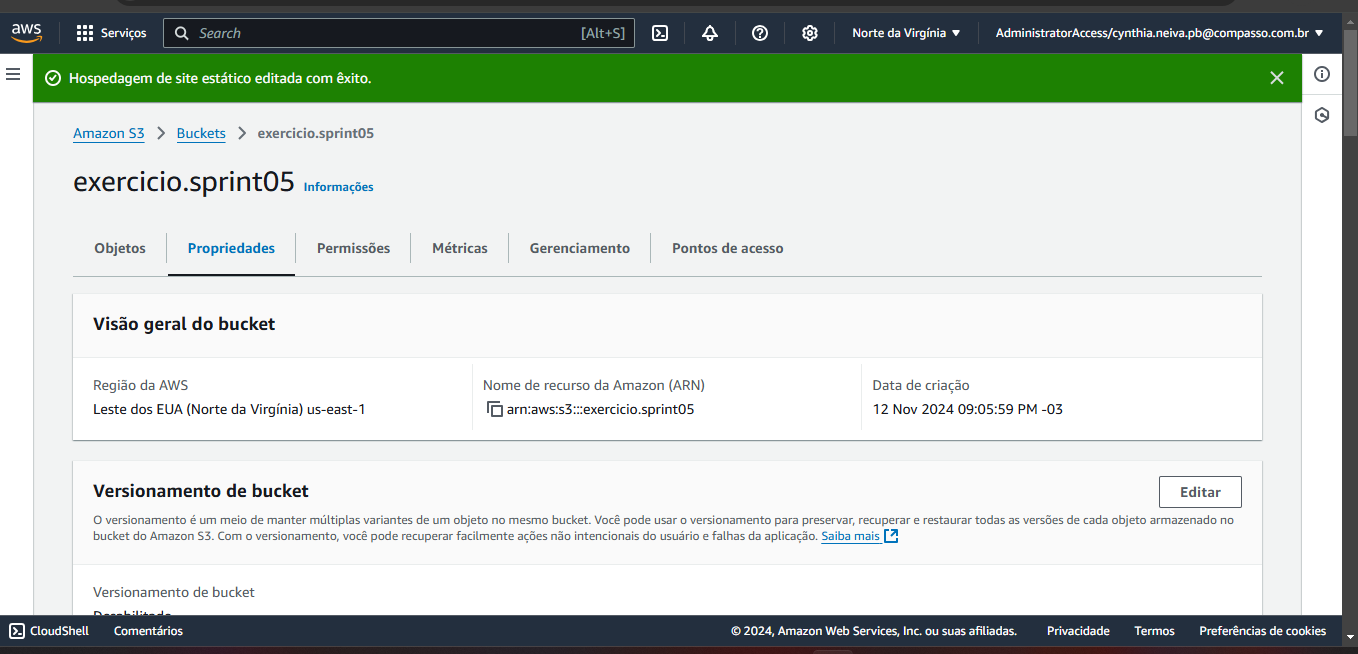 aws
Serviços
Search
[Alt+S]
Norte da Virgínia
AdministratorAccess/cynthia.neiva.pb@compasso.com.br
Hospedagem de site estático editada com êxito.
Amazon S3 > Buckets > exercicio.sprint05
exercicio.sprint05
Informações
Objetos
Propriedades
Permissões
Métricas
Gerenciamento
Pontos de acesso
Visão geral do bucket
Região da AWS
Leste dos EUA (Norte da Virgínia) us-east-1
Nome de recurso da Amazon (ARN)
arn:aws:s3:::exercicio.sprint05
Data de criação
12 Nov 2024 09:05:59 PM -03
Versionamento de bucket
Editar
O versionamento é um meio de manter múltiplas variantes de um objeto no mesmo bucket. Você pode usar o versionamento para preservar, recuperar e restaurar todas as versões de cada objeto armazenado no
bucket do Amazon S3. Com o versionamento, você pode recuperar facilmente ações não intencionais do usuário e falhas da aplicação. Saiba mais
Versionamento de bucket
CloudShell
Comentários
© 2024, Amazon Web Services, Inc. ou suas afiliadas.
Privacidade
Termos
Preferências de cookies